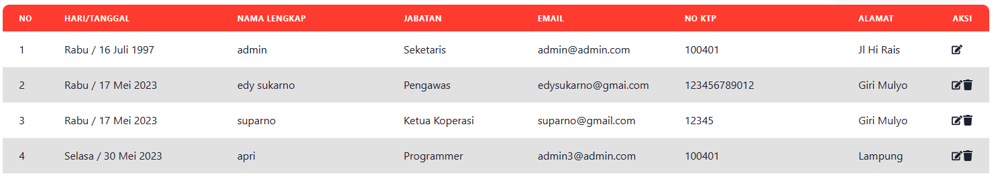 NO HARI/TANGGAL NAMA LENGKAP JABATAN EMAIL NO KTP ALAMAT AKSI
1 Rabu / 16 Juli 1997 admin Seketaris admin@admin.com 100401 Jl Hi Rais
2 Rabu / 17 Mei 2023 edy sukarno Pengawas edysukarno@gmai.com 123456789012 Giri Mulyo
3 Rabu / 17 Mei 2023 suparno Ketua Koperasi suparno@gmail.com 12345 Giri Mulyo
4 Selasa / 30 Mei 2023 apri Programmer admin3@admin.com 100401 Lampung